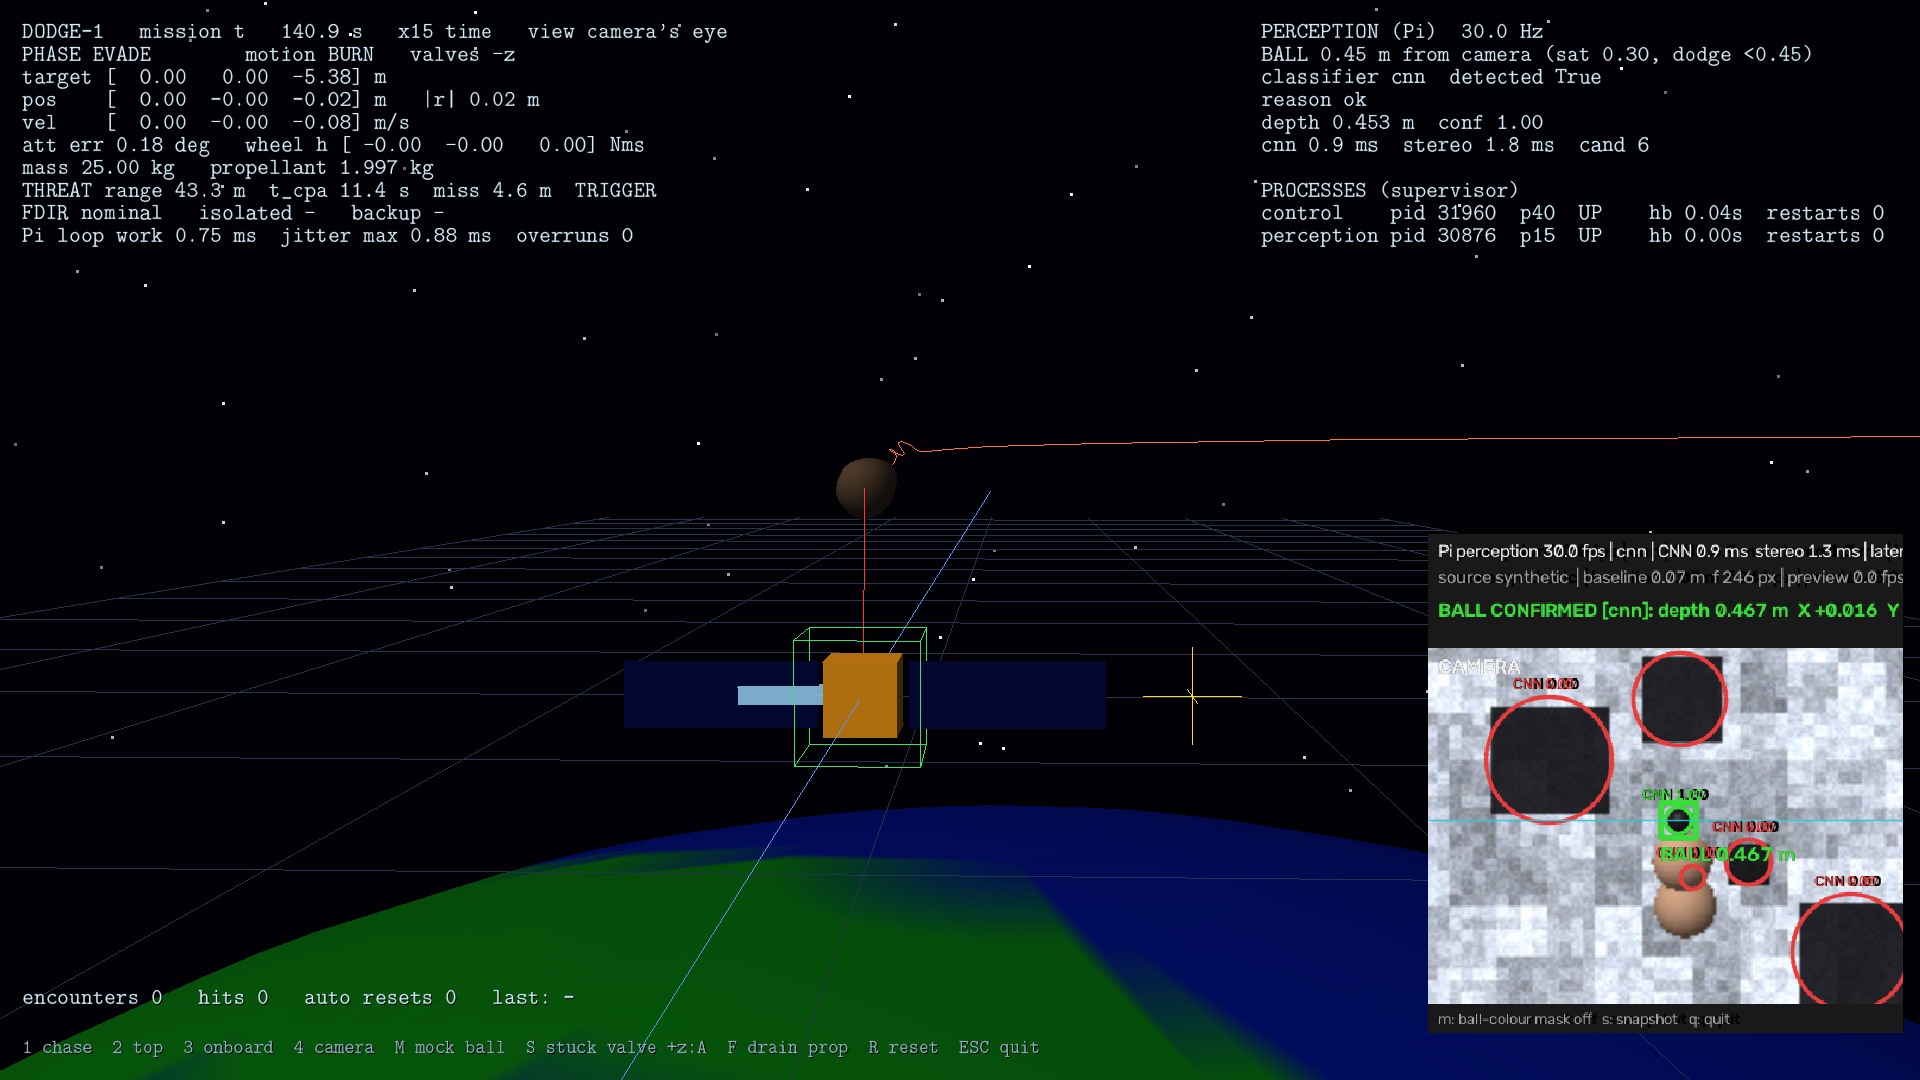 DODGE-1   mission t   140.9 s   x15 time   view camera's eye
PHASE EVADE        motion BURN   valves -z
target [  0.00   0.00  -5.38] m
pos    [  0.00  -0.00  -0.02] m   |r| 0.02 m
vel    [  0.00  -0.00  -0.08] m/s
att err 0.18 deg   wheel h [ -0.00  -0.00   0.00] Nms
mass 25.00 kg   propellant 1.997 kg
THREAT range 43.3 m  t_cpa 11.4 s  miss 4.6 m  TRIGGER
FDIR nominal   isolated -   backup -
Pi loop work 0.75 ms  jitter max 0.88 ms  overruns 0
PERCEPTION (Pi)  30.0 Hz
BALL 0.45 m from camera (sat 0.30, dodge <0.45)
classifier cnn  detected True
reason ok
depth 0.453 m  conf 1.00
cnn 0.9 ms  stereo 1.8 ms  cand 6
PROCESSES (supervisor)
control    pid 31960  p40  UP    hb 0.04s  restarts 0
perception pid 30876  p15  UP    hb 0.00s  restarts 0
Pi perception 30.0 fps | cnn | CNN 0.9 ms  stereo 1.3 ms | later
source synthetic | baseline 0.07 m  f 246 px | preview 0.0 fps
BALL CONFIRMED [cnn]: depth 0.467 m  X +0.016  Y
CAMERA
CNN 0.00
CNN 1.00
CNN
BALL 0.467 m
CNN 0.00
m: ball-colour mask off   s: snapshot   q: quit
encounters 0   hits 0   auto resets 0   last: -
1 chase  2 top  3 onboard  4 camera  M mock ball  S stuck valve +z:A  F drain prop  R reset  ESC quit